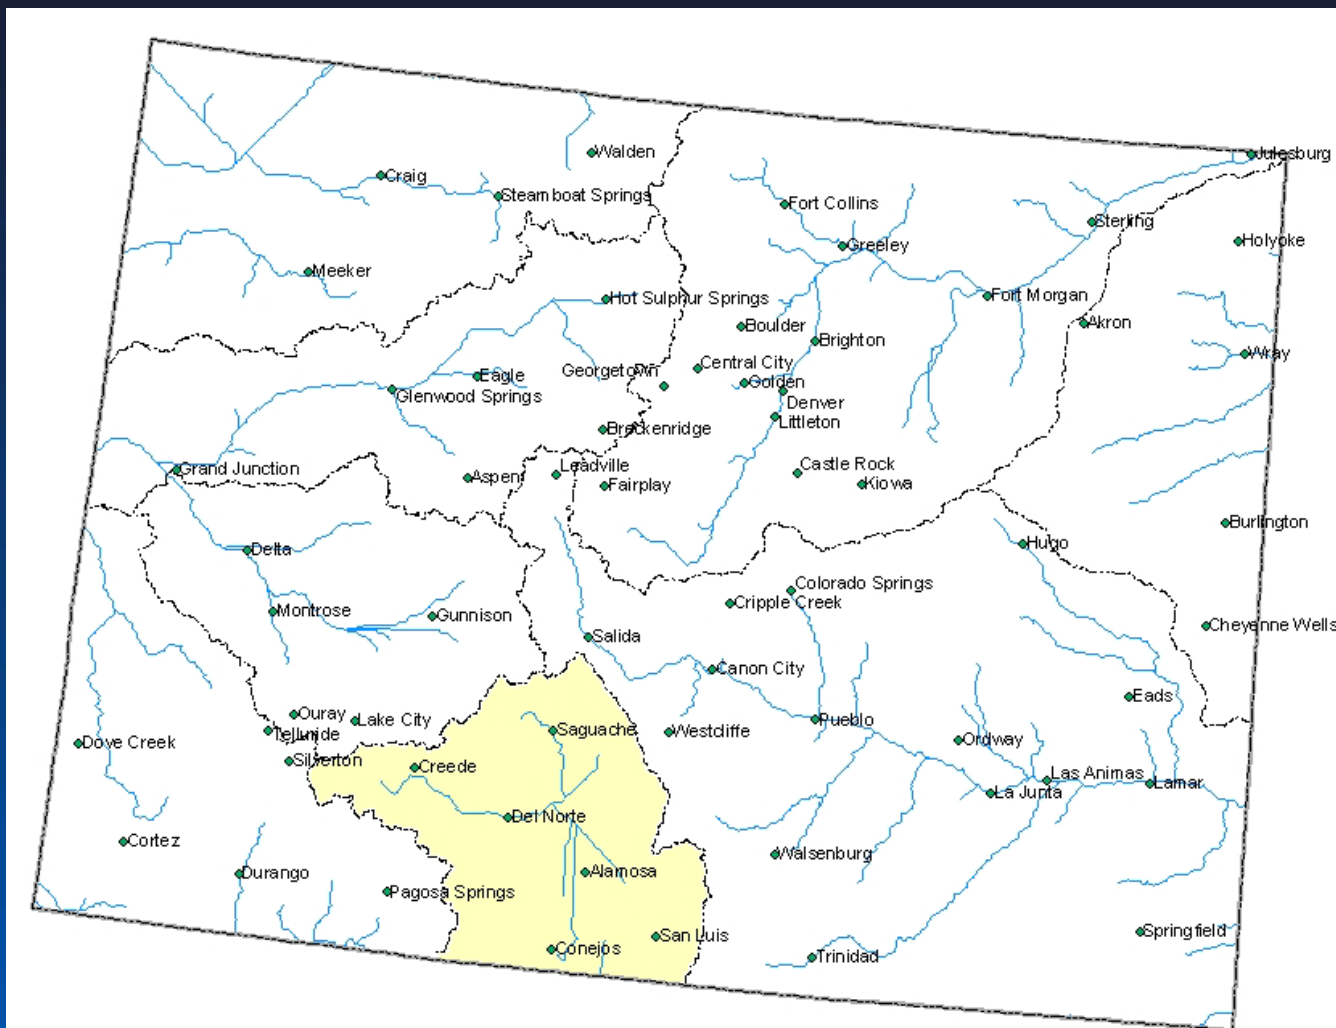 Julesburg
Walden
Craig
Steamboat Springs
Fort Collins
Sterling
Holyoke
Greeley
Meeker
Hot Sulphur Springs
Fort Morgan
Boulder
Akron
Brighton
Wray
Central City
Georgetown
Eagle
Golden
Glenwood Springs
Denver
Littleton
Breckenridge
Castle Rock
Leadville
Grand Junction
Aspen
Fairplay
Kiowa
Burlington
Hugo
Delta
Colorado Springs
Cripple Creek
Montrose
Gunnison
Cheyenne Wells
Salida
Canon City
Eads
Ouray
Lake City
Pueblo
Telluride
Saguache
Westcliffe
Ordway
Dove Creek
Silverton
Creede
Las Animas
Lamar
La Junta
Del Norte
Cortez
Walsenburg
Durango
Alamosa
Pagosa Springs
San Luis
Springfield
Conejos
Trinidad